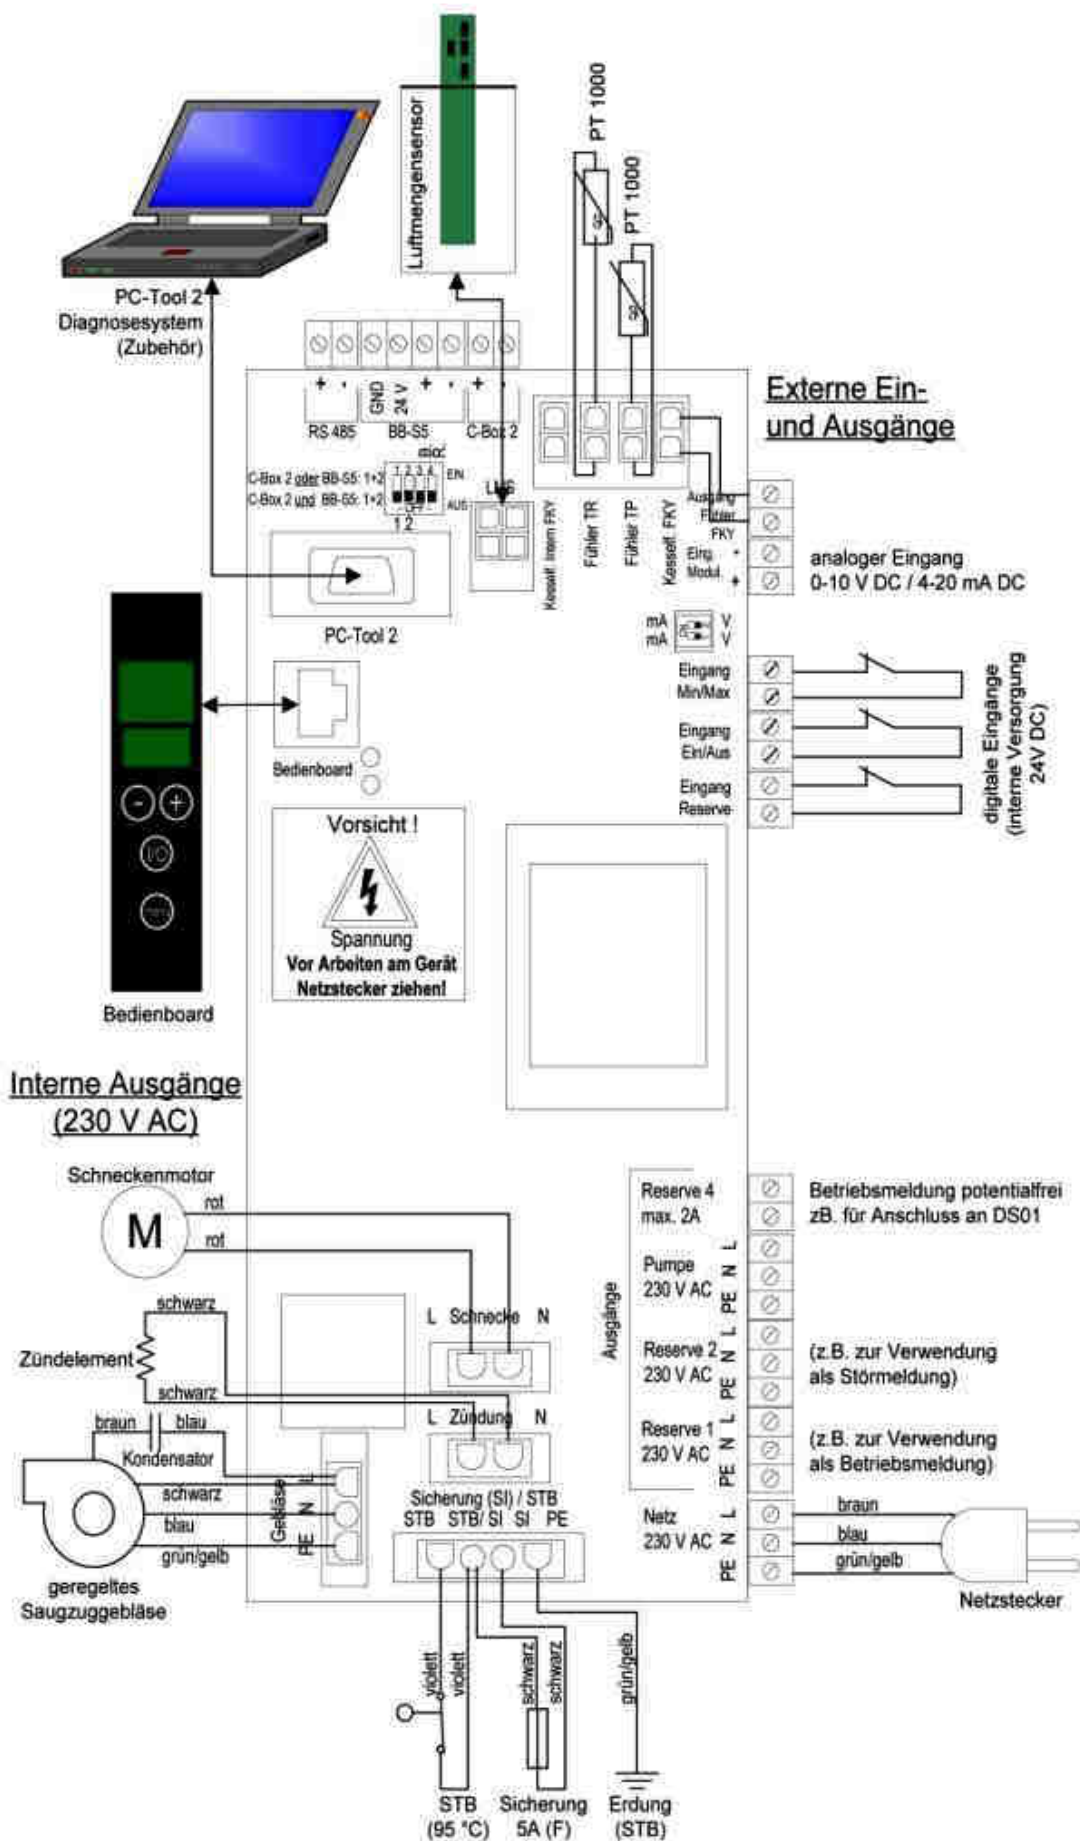 Luftmengensensor
PT 1000
PT 1000
PC-Tool 2
Diagnosesystem
(Zubehör)
+ - GND 24 V + - + -
RS 485 BB-S5 C-Box 2
Externe Ein-
und Ausgänge
C-Box 2 oder BB-S5: 1+2
C-Box 2 und BB-S5: 1+2
1 2 3 4
EIN
AUS
1 2
Kesself. Intern FKY
Fühler TR
Fühler TP
Kesself. FKY
Ausgang
Fühler
FKY
Eing.
Modul.
- 
+
analoger Eingang
0-10 V DC / 4-20 mA DC
PC-Tool 2
mA V
mA V
Eingang
Min/Max
Eingang
Ein/Aus
Eingang
Reserve
digitale Eingänge
(interne Versorgung
24V DC)
Bedienboard
- +
I/O
Vorsicht !
Spannung
Vor Arbeiten am Gerät
Netzstecker ziehen!
Bedienboard
Interne Ausgänge
(230 V AC)
Schneckenmotor
M
rot
rot
Ausgänge
Reserve 4
max. 2A
Betriebsmeldung potentialfrei
zB. für Anschluss an DS01
Pumpe
230 V AC
PE N L
Reserve 2
230 V AC
PE N L
(z.B. zur Verwendung
als Störmeldung)
Reserve 1
230 V AC
PE N L
(z.B. zur Verwendung
als Betriebsmeldung)
Netz
230 V AC
PE N L
braun
blau
grün/gelb
Netzstecker
schwarz
Zündelement
schwarz
L Schnecke N
L Zündung N
braun blau
Kondensator
schwarz
blau
grün/gelb
geregeltes
Saugzuggebläse
Gebläse
PE N L
Sicherung (SI) / STB
STB STB/ SI SI PE
violett
violett
schwarz
schwarz
grün/gelb
STB
(95 °C)
Sicherung
5A (F)
Erdung
(STB)